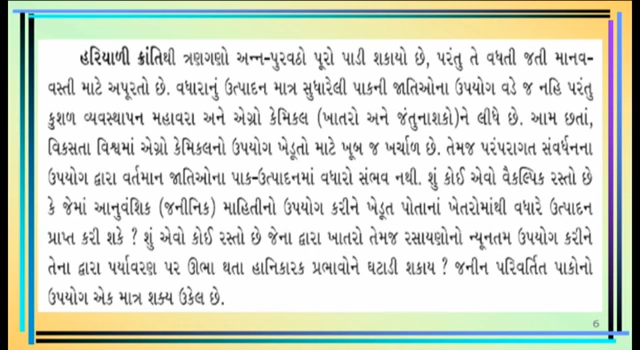 હરિયાળી ક્રાંતિથી ત્રણગણો અન્ન-પુરવઠો પૂરો પાડી શકાયો છે, પરંતુ તે વધતી જતી માનવ-
વસ્તી માટે અપૂરતો છે. વધારાનું ઉત્પાદન માત્ર સુધારેલી પાકની જાતિઓના ઉપયોગ વડે જ નહિ પરંતુ
કુશળ વ્યવસ્થાપન મહાવરા અને એગ્રો કેમિકલ (ખાતરો અને જંતુનાશકો)ને લીધે છે. આમ છતાં,
વિકસતા વિશ્વમાં એગ્રો કેમિકલનો ઉપયોગ ખેડૂતો માટે ખૂબ જ ખર્ચાળ છે. તેમજ પરંપરાગત સંવર્ધનના
ઉપયોગ દ્વારા વર્તમાન જાતિઓના પાક-ઉત્પાદનમાં વધારો સંભવ નથી. શું કોઈ એવો વૈકલ્પિક રસ્તો છે
કે જેમાં આનુવંશિક (જનીનિક) માહિતીનો ઉપયોગ કરીને ખેડૂત પોતાનાં ખેતરોમાંથી વધારે ઉત્પાદન
પ્રાપ્ત કરી શકે ? શું એવો કોઈ રસ્તો છે જેના દ્વારા ખાતરો તેમજ રસાયણોનો ન્યૂનતમ ઉપયોગ કરીને
તેના દ્વારા પર્યાવરણ પર ઊભા થતા હાનિકારક પ્રભાવોને ઘટાડી શકાય ? જનીન પરિવર્તિત પાકોનો
ઉપયોગ એક માત્ર શક્ય ઉકેલ છે.
6